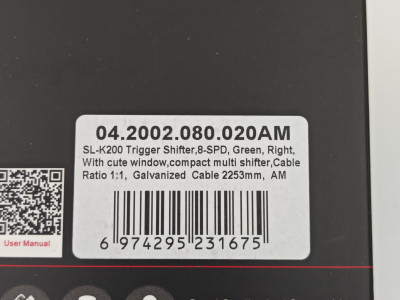 04.2002.080.020AM
SL-K200 Trigger Shifter,8-SPD, Green, Right,
With cute window,compact multi shifter,Cable
Ratio 1:1, Galvanized Cable 2253mm, AM
6 974295 231675
User Manual